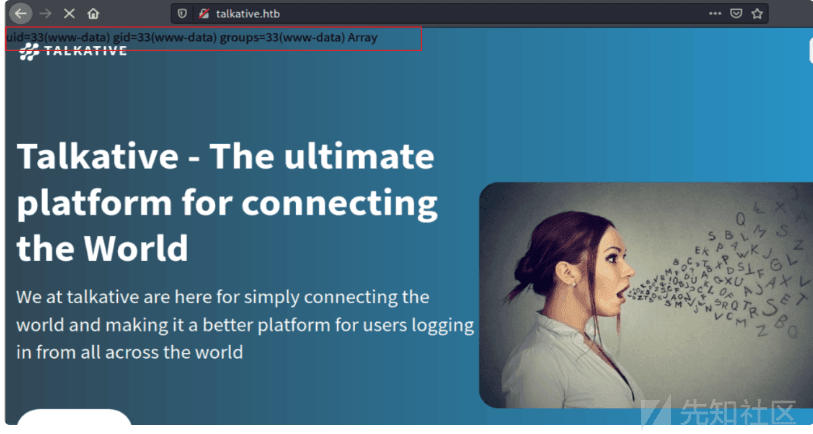 talkative.htb
uid=33(www-data) gid=33(www-data) groups=33(www-data) Array
TALKATIVE
Talkative - The ultimate
platform for connecting
the World
We at talkative are here for simply connecting the
world and making it a better platform for users logging
in from all across the world
先知社区